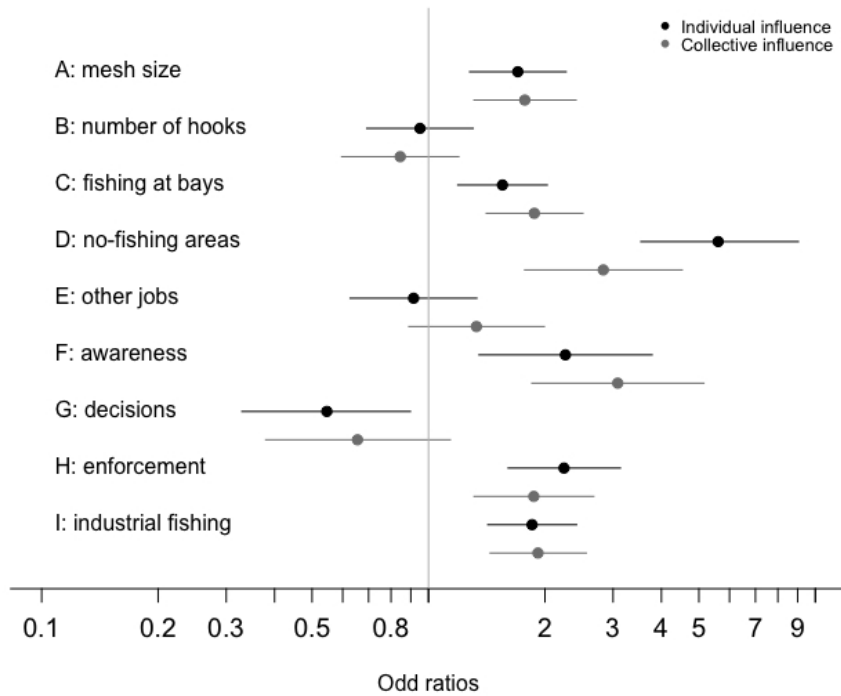 Individual influence
Collective influence
A: mesh size
B: number of hooks
C: fishing at bays
D: no-fishing areas
E: other jobs
F: awareness
G: decisions
H: enforcement
I: industrial fishing
0.1 0.2 0.3 0.5 0.8 2 3 4 5 7 9
Odd ratios